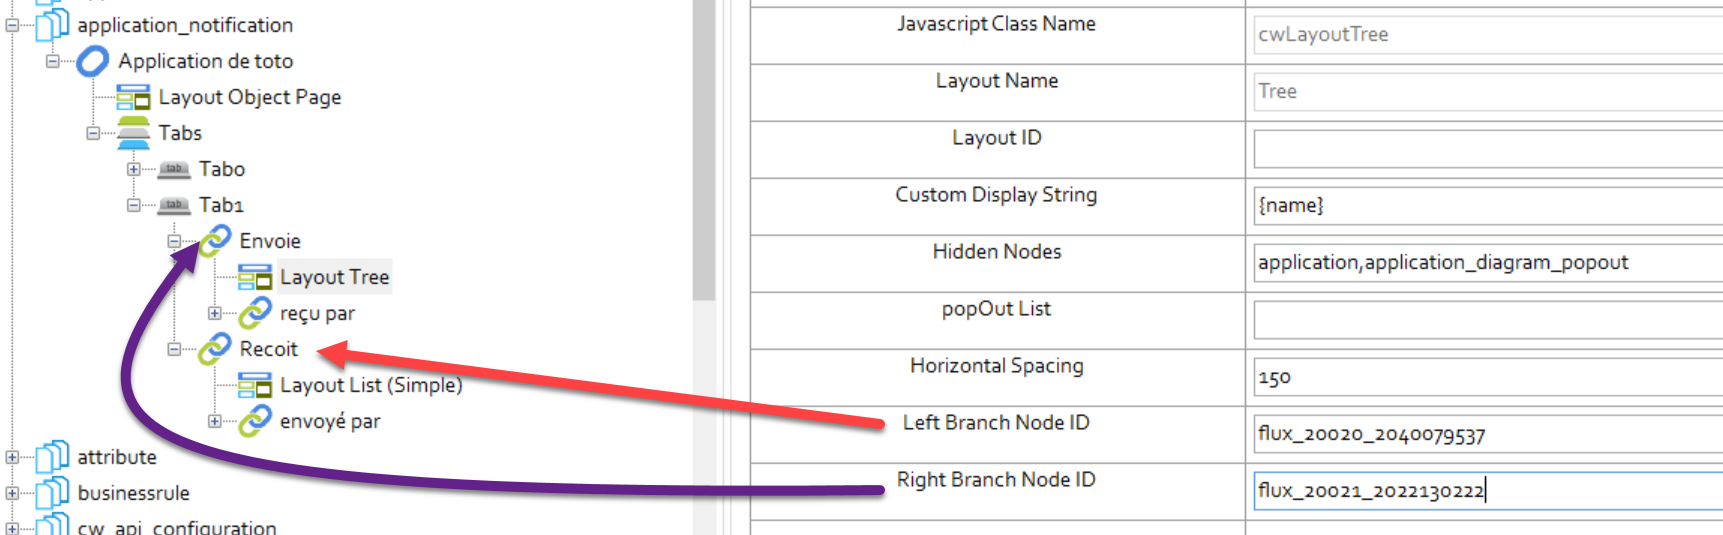 application_notification
Application de toto
Layout Object Page
Tabs
tab Tab0
tab Tab1
Envoie
Layout Tree
reçu par
Recoit
Layout List (Simple)
envoyé par
attribute
businessrule
cw_api_configuration
Javascript Class Name
cwLayoutTree
Layout Name
Tree
Layout ID
Custom Display String
{name}
Hidden Nodes
application,application_diagram_popout
popOut List
Horizontal Spacing
150
Left Branch Node ID
flux_20020_2040079537
Right Branch Node ID
flux_20021_2022130222